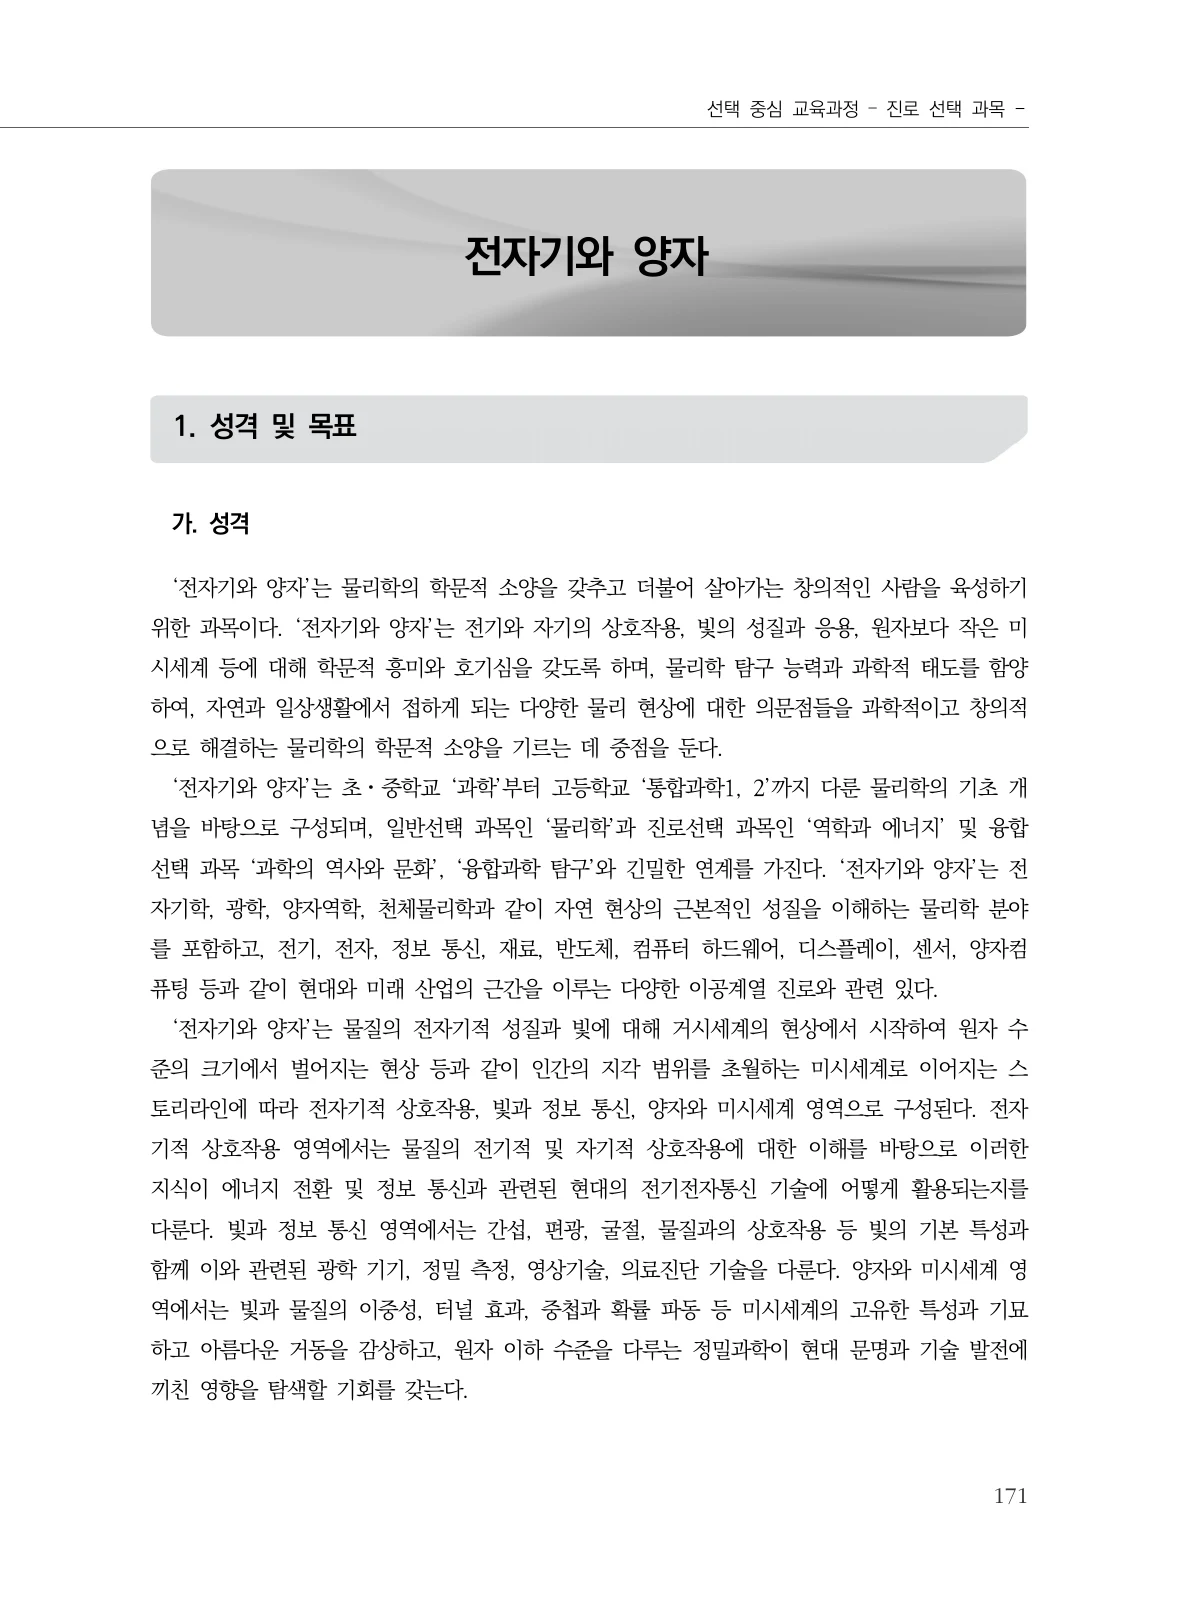 선택 중심 교육과정 - 진로 선택 과목 -
전자기와 양자
1. 성격 및 목표
가. 성격
‘전자기와 양자’는 물리학의 학문적 소양을 갖추고 더불어 살아가는 창의적인 사람을 육성하기
위한 과목이다. ‘전자기와 양자’는 전기와 자기의 상호작용, 빛의 성질과 응용, 원자보다 작은 미
시세계 등에 대해 학문적 흥미와 호기심을 갖도록 하며, 물리학 탐구 능력과 과학적 태도를 함양
하여, 자연과 일상생활에서 접하게 되는 다양한 물리 현상에 대한 의문점들을 과학적이고 창의적
으로 해결하는 물리학의 학문적 소양을 기르는 데 중점을 둔다.
‘전자기와 양자’는 초・중학교 ‘과학’부터 고등학교 ‘통합과학1, 2’까지 다룬 물리학의 기초 개
념을 바탕으로 구성되며, 일반선택 과목인 ‘물리학’과 진로선택 과목인 ‘역학과 에너지’ 및 융합
선택 과목 ‘과학의 역사와 문화’, ‘융합과학 탐구’와 긴밀한 연계를 가진다. ‘전자기와 양자’는 전
자기학, 광학, 양자역학, 천체물리학과 같이 자연 현상의 근본적인 성질을 이해하는 물리학 분야
를 포함하고, 전기, 전자, 정보 통신, 재료, 반도체, 컴퓨터 하드웨어, 디스플레이, 센서, 양자컴
퓨팅 등과 같이 현대와 미래 산업의 근간을 이루는 다양한 이공계열 진로와 관련 있다.
‘전자기와 양자’는 물질의 전자기적 성질과 빛에 대해 거시세계의 현상에서 시작하여 원자 수
준의 크기에서 벌어지는 현상 등과 같이 인간의 지각 범위를 초월하는 미시세계로 이어지는 스
토리라인에 따라 전자기적 상호작용, 빛과 정보 통신, 양자와 미시세계 영역으로 구성된다. 전자
기적 상호작용 영역에서는 물질의 전기적 및 자기적 상호작용에 대한 이해를 바탕으로 이러한
지식이 에너지 전환 및 정보 통신과 관련된 현대의 전기전자통신 기술에 어떻게 활용되는지를
다룬다. 빛과 정보 통신 영역에서는 간섭, 편광, 굴절, 물질과의 상호작용 등 빛의 기본 특성과
함께 이와 관련된 광학 기기, 정밀 측정, 영상기술, 의료진단 기술을 다룬다. 양자와 미시세계 영
역에서는 빛과 물질의 이중성, 터널 효과, 중첩과 확률 파동 등 미시세계의 고유한 특성과 기묘
하고 아름다운 거동을 감상하고, 원자 이하 수준을 다루는 정밀과학이 현대 문명과 기술 발전에
끼친 영향을 탐색할 기회를 갖는다.
171